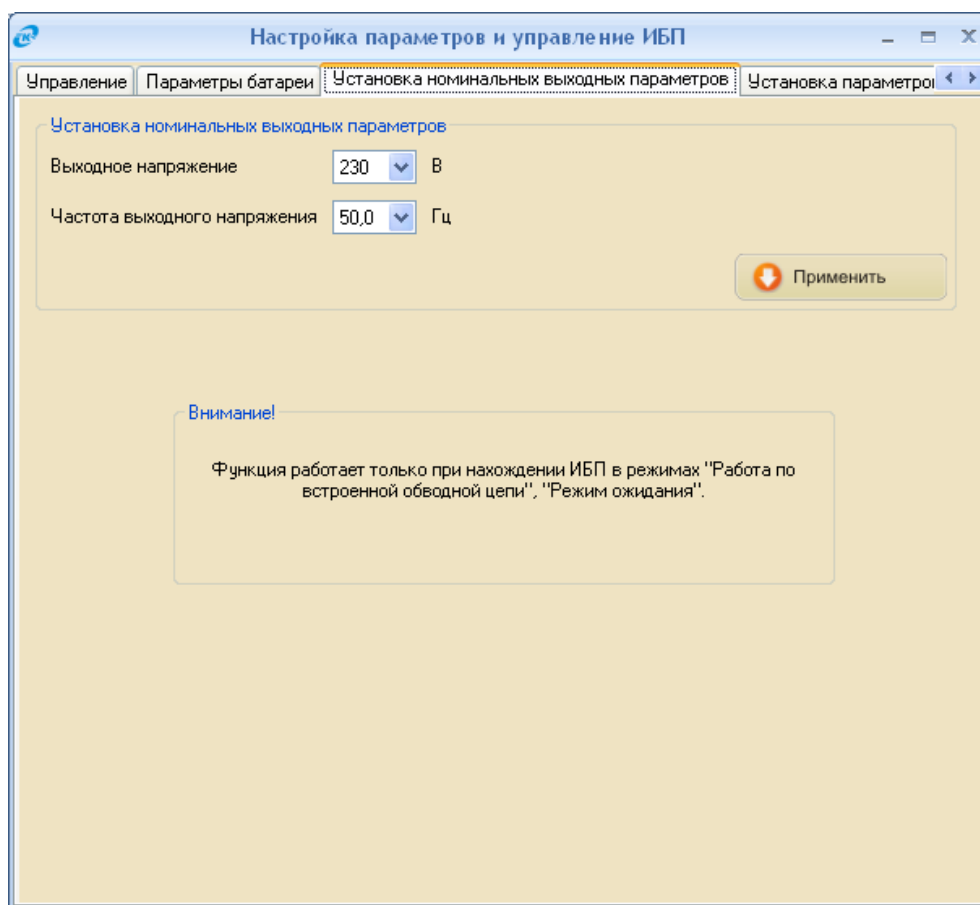 Настройка параметров и управление ИБП
Управление Параметры батареи Установка номинальных выходных параметров Установка
Установка номинальных выходных параметров
Выходное напряжение 230 В
Частота выходного напряжения 50,0 Гц
Применить
Внимание!
Функция работает только при нахождении ИБП в режимах "Работа по
встроенной обводной цепи", "Режим ожидания".